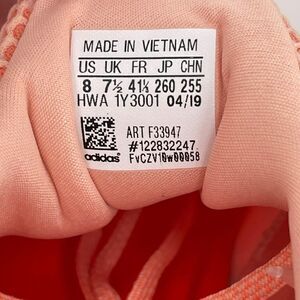 MADE IN VIETNAM
US UK FR JP CHN
8 7½ 41⅓ 260 255
HWA 1Y3001 04/19
ART F33947
#122832247.
adidas FvCZV10w00058